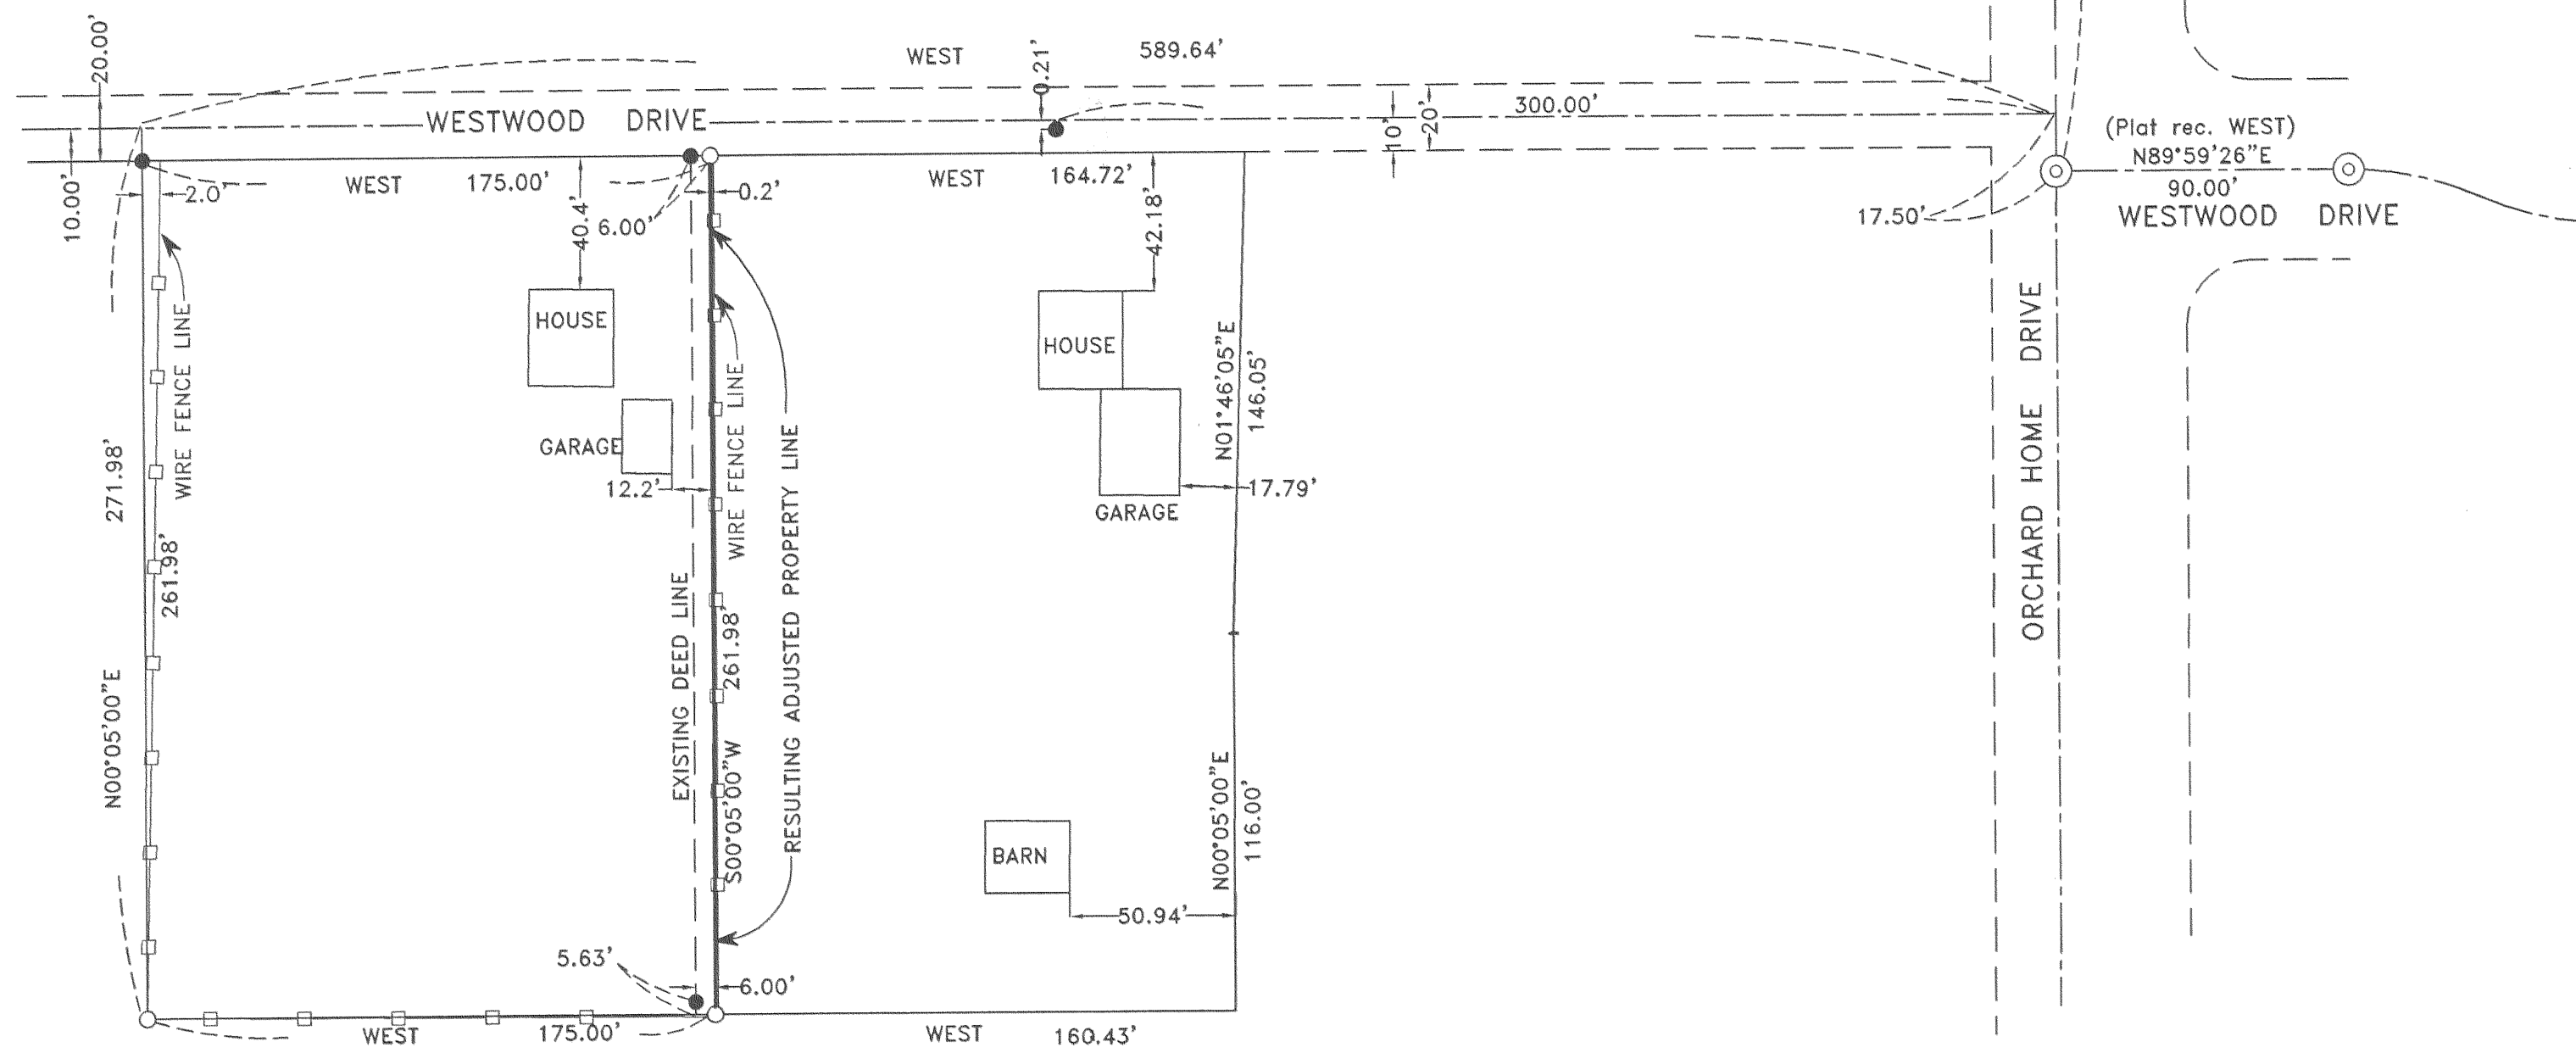 20.00'
WEST 589.64'
0.21'
WESTWOOD DRIVE
10'
20'
300.00'
(Plat rec. WEST)
N89°59'26"E
90.00'
WESTWOOD DRIVE
17.50'
10.00'
2.0'
WEST 175.00'
0.2'
6.00'
40.4'
WEST 164.72'
42.18'
HOUSE
HOUSE
WIRE FENCE LINE
WIRE FENCE LINE
GARAGE
12.2'
GARAGE
17.79'
N01°46'05"E
146.05'
ORCHARD HOME DRIVE
271.98'
261.98'
N00°05'00"E
EXISTING DEED LINE
261.98'
S00°05'00"W
RESULTING ADJUSTED PROPERTY LINE
BARN
50.94'
N00°05'00"E
116.00'
5.63'
6.00'
WEST 175.00'
WEST 160.43'